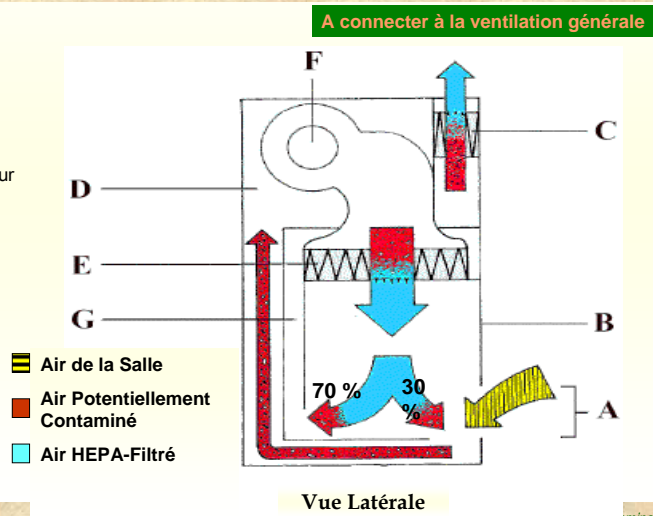 A connecter à la ventilation générale
F
C
ur
D
E
G
B
70 %
30
%
A
Air de la Salle
Air Potentiellement
Contaminé
Air HEPA-Filtré
Vue Latérale